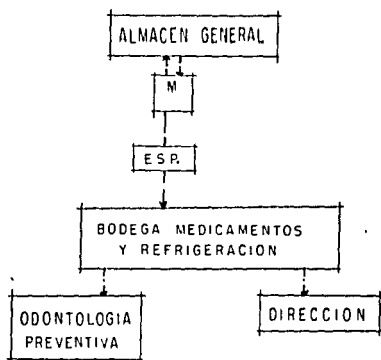 ALMACEN GENERAL
M
ESP.
BODEGA MEDICAMENTOS
Y REFRIGERACION
ODONTOLOGIA
PREVENTIVA
DIRECCION